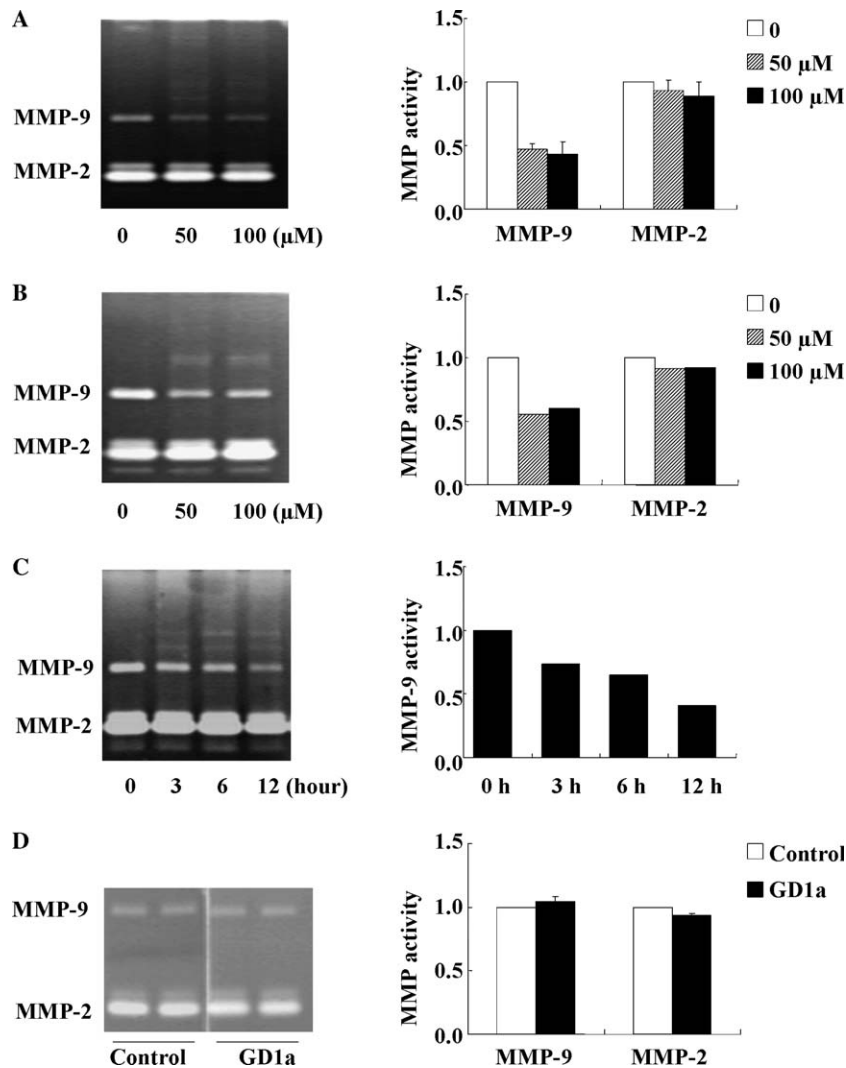 A
MMP-9
MMP-2
0 50 100 (μM)
MMP activity
1.5
1.0
0.5
0.0
MMP-9 MMP-2
0
50 μM
100 μM
B
MMP-9
MMP-2
0 50 100 (μM)
MMP activity
1.5
1.0
0.5
0.0
MMP-9 MMP-2
0
50 μM
100 μM
C
MMP-9
MMP-2
0 3 6 12 (hour)
MMP-9 activity
1.5
1.0
0.5
0.0
0 h 3 h 6 h 12 h
D
MMP-9
MMP-2
Control GD1a
MMP activity
1.5
1.0
0.5
0.0
MMP-9 MMP-2
Control
GD1a